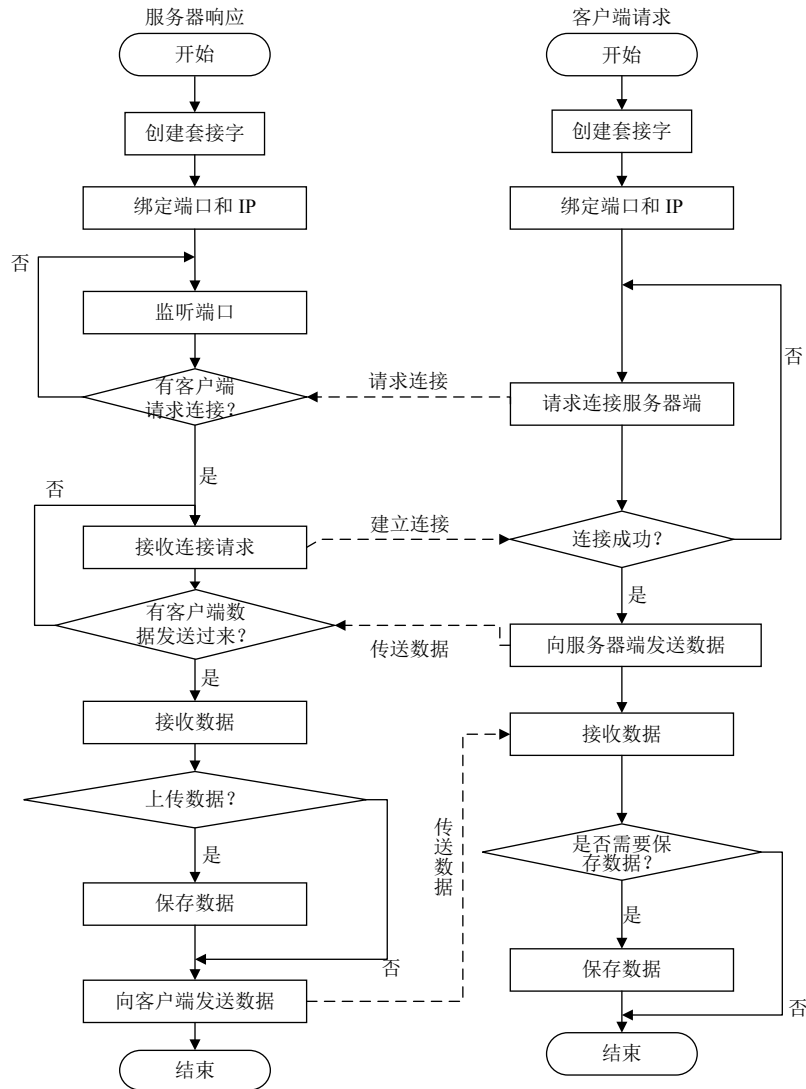 服务器响应
开始
创建套接字
绑定端口和 IP
否
监听端口
有客户端
请求连接？
是
否
接收连接请求
有客户端数
据发送过来？
是
接收数据
上传数据？
是
保存数据
否
向客户端发送数据
结束
请求连接
建立连接
传送数据
传送数据
客户端请求
开始
创建套接字
绑定端口和 IP
否
请求连接服务器端
连接成功？
是
向服务器端发送数据
接收数据
是否需要保
存数据？
是
保存数据
否
结束